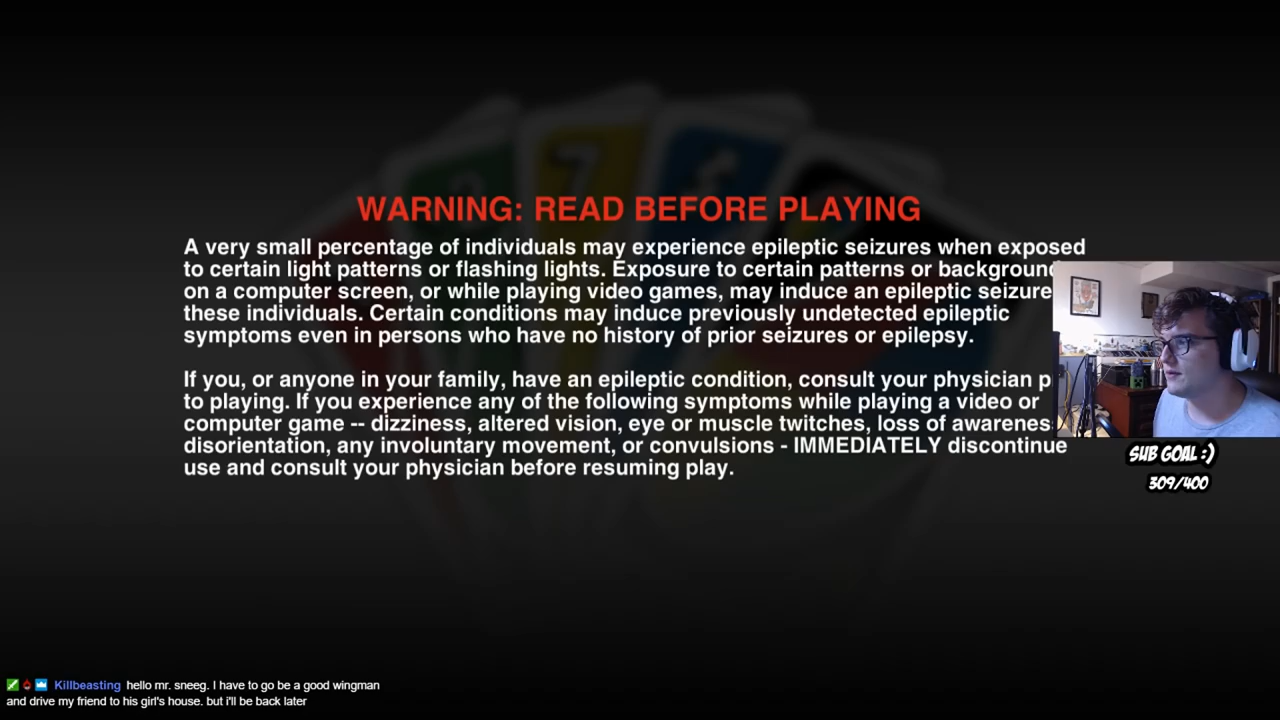 WARNING: READ BEFORE PLAYING
A very small percentage of individuals may experience epileptic seizures when exposed
to certain light patterns or flashing lights. Exposure to certain patterns or background
on a computer screen, or while playing video games, may induce an epileptic seizure
these individuals. Certain conditions may induce previously undetected epileptic
symptoms even in persons who have no history of prior seizures or epilepsy.
If you, or anyone in your family, have an epileptic condition, consult your physician p
to playing. If you experience any of the following symptoms while playing a video or
computer game -- dizziness, altered vision, eye or muscle twitches, loss of awarenes
disorientation, any involuntary movement, or convulsions - IMMEDIATELY discontinue
use and consult your physician before resuming play.
SUB GOAL :)
309/400
Killbeasting hello mr. sneeg. I have to go be a good wingman
and drive my friend to his girl's house. but i'll be back later